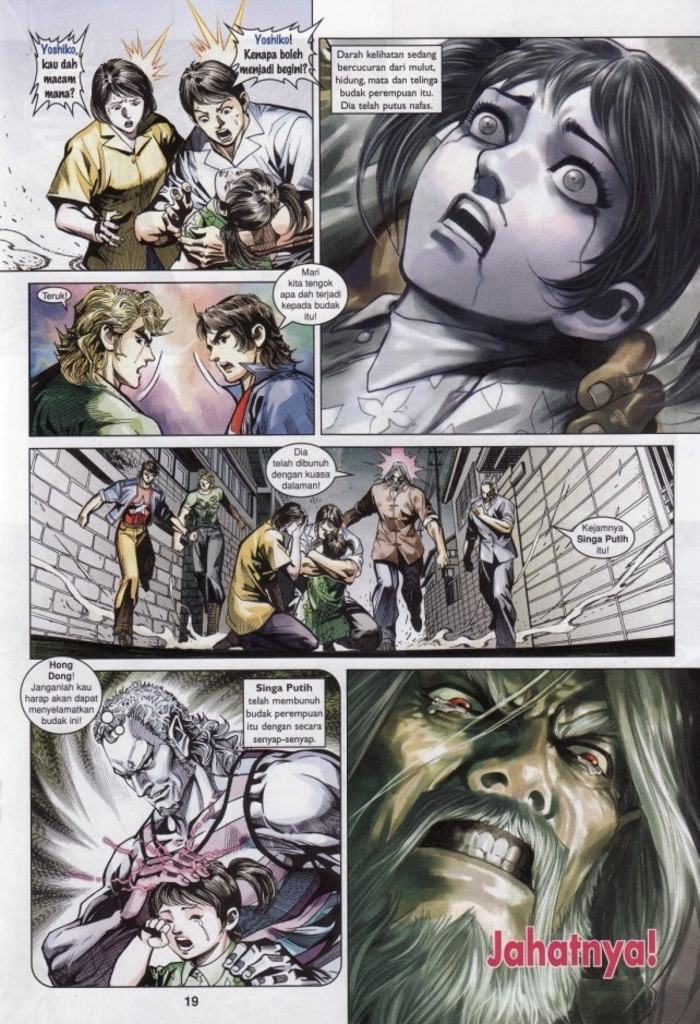 Yoshiko,
kau dah
macam
mana?
Yoshiko!
Kenapa boleh
menjadi begini?
Darah kelihatan sedang
bercucuran dari mulut,
hidung, mata dan telinga
budak perempuan itu.
Dia telah putus nafas.
Teruk!
Mari
kita tengok
apa dah terjadi
kepada budak
itu!
Dia
telah dibunuh
dengan kuasa
dalaman!
Kejamnya
Singa Putih
itu!
Hong
Dong!
Janganlah kau
harap akan dapat
menyelamatkan
budak ini!
Singa Putih
telah membunuh
budak perempuan
itu dengan secara
senyap-senyap.
Jahatnya!
19